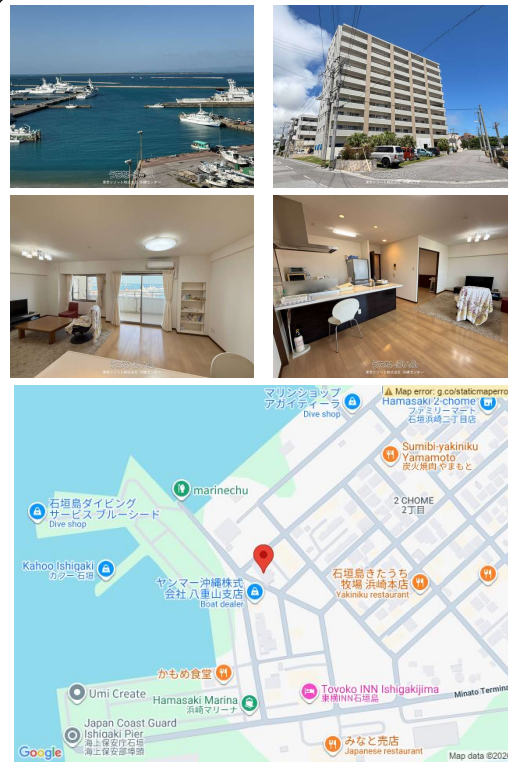 マリンショップ
アガイティーラ
Dive shop
Map error: g.co/staticmaperro
Hamasaki 2-chome
ファミリーマート
石垣浜崎二丁目店
Sumibi-yakiniku
Yamamoto
炭火焼肉 やまもと
marinechu
2 CHOME
2丁目
石垣島ダイビング
サービス ブルーシード
Dive shop
Kahoo Ishigaki
カフー 石垣
ヤンマー沖縄株式
会社 八重山支店
Boat dealer
石垣島きたうち
牧場 浜崎本店
Yakiniku restaurant
かもめ食堂
Umi Create
Hamasaki Marina
浜崎マリーナ
Toyoko INN Ishigakijima
東横INN石垣島
Minato Termina
Japan Coast Guard
Ishigaki Pier
海上保安庁石垣
海上保安部埠頭
みなと売店
Japanese restaurant
Google
Map data ©2026